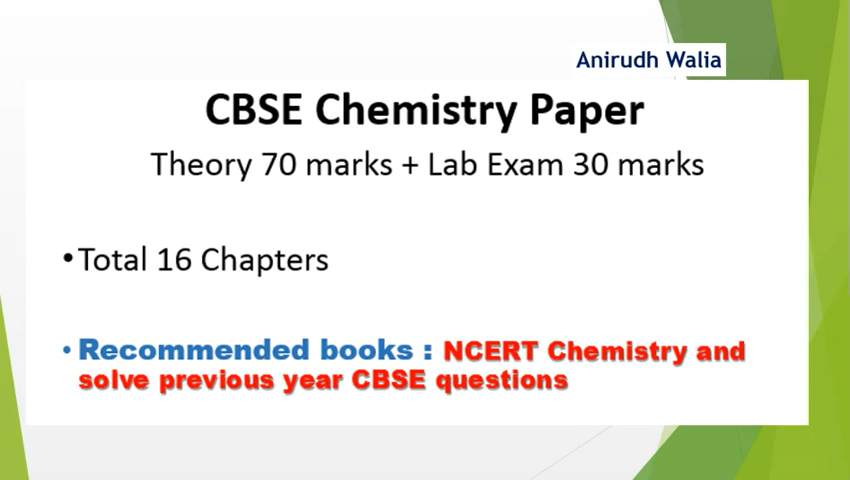 Anirudh Walia
CBSE Chemistry Paper
Theory 70 marks + Lab Exam 30 marks
•Total 16 Chapters
•Recommended books : NCERT Chemistry and
solve previous year CBSE questions